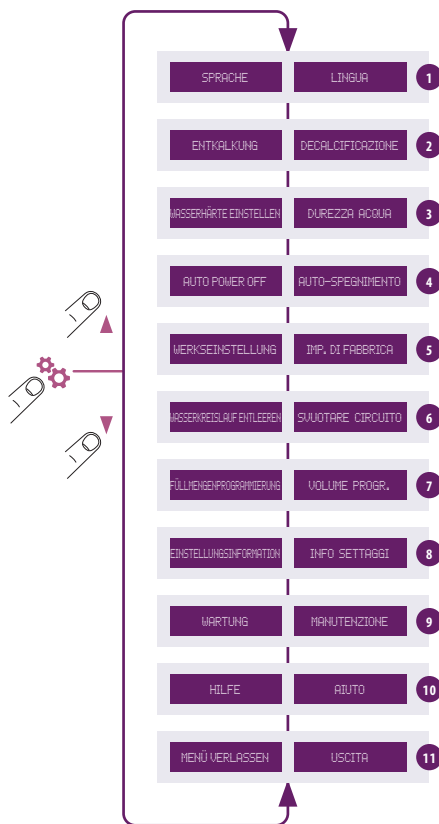 SPRACHE LINGUA 1
ENTKALKUNG DECALCIFICAZIONE 2
WASSERHÄRTE EINSTELLEN DUREZZA ACQUA 3
AUTO POWER OFF AUTO-SPEGNIMENTO 4
WERKSEINSTELLUNG IMP. DI FABBRICA 5
WASSERKREISLAUF ENTLEEREN SVUOTARE CIRCUITO 6
FÜLLMENGENPROGRAMMIERUNG VOLUME PROGR. 7
EINSTELLUNGSINFORMATION INFO SETTAGGI 8
WARTUNG MANUTENZIONE 9
HILFE AIUTO 10
MENÜ VERLASSEN USCITA 11